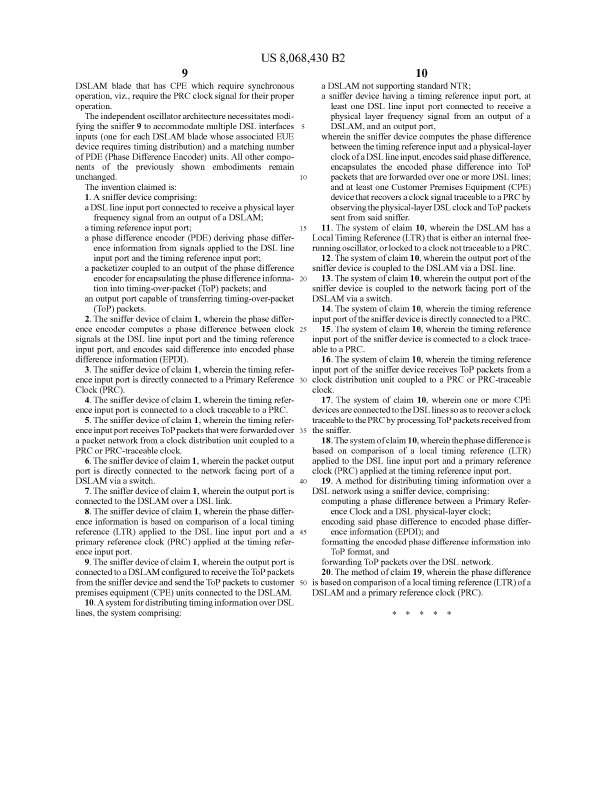 US 8,068,430 B2
9
DSLAM blade that has CPE which require synchronous
operation, viz., require the PRC clock signal for their proper
operation.
The independent oscillator architecture necessitates modi-
fying the sniffer 9 to accommodate multiple DSL interfaces
inputs (one for each DSLAM blade whose associated EUE
device requires timing distribution) and a matching number
of PDE (Phase Difference Encoder) units. All other compo-
nents of the previously shown embodiments remain
unchanged.
The invention claimed is:
1. A sniffer device comprising:
a DSL line input port connected to receive a physical layer
frequency signal from an output of a DSLAM;
a timing reference input port;
a phase difference encoder (PDE) deriving phase differ-
ence information from signals applied to the DSL line
input port and the timing reference input port;
a packetizer coupled to an output of the phase difference
encoder for encapsulating the phase difference informa-
tion into timing-over-packet (ToP) packets; and
an output port capable of transferring timing-over-packet
(ToP) packets.
2. The sniffer device of claim 1, wherein the phase differ-
ence encoder computes a phase difference between clock
signals at the DSL line input port and the timing reference
input port, and encodes said difference into encoded phase
difference information (EPDI).
3. The sniffer device of claim 1, wherein the timing refer-
ence input port is directly connected to a Primary Reference
Clock (PRC).
4. The sniffer device of claim 1, wherein the timing refer-
ence input port is connected to a clock traceable to a PRC.
5. The sniffer device of claim 1, wherein the timing refer-
ence input port receives ToP packets that were forwarded over
a packet network from a clock distribution unit coupled to a
PRC or PRC-traceable clock.
6. The sniffer device of claim 1, wherein the packet output
port is directly connected to the network facing port of a
DSLAM via a switch.
7. The sniffer device of claim 1, wherein the output port is
connected to the DSLAM over a DSL link.
8. The sniffer device of claim 1, wherein the phase differ-
ence information is based on comparison of a local timing
reference (LTR) applied to the DSL line input port and a
primary reference clock (PRC) applied at the timing refer-
ence input port.
9. The sniffer device of claim 1, wherein the output port is
connected to a DSLAM configured to receive the ToP packets
from the sniffer device and send the ToP packets to customer
premises equipment (CPE) units connected to the DSLAM.
10. A system for distributing timing information over DSL
lines, the system comprising:
5
10
15
20
25
30
35
40
45
50
10
a DSLAM not supporting standard NTR;
a sniffer device having a timing reference input port, at
least one DSL line input port connected to receive a
physical layer frequency signal from an output of a
DSLAM, and an output port,
wherein the sniffer device computes the phase difference
between the timing reference input and a physical-layer
clock of a DSL line input, encodes said phase difference,
encapsulates the encoded phase difference into ToP
packets that are forwarded over one or more DSL lines;
and at least one Customer Premises Equipment (CPE)
device that recovers a clock signal traceable to a PRC by
observing the physical-layer DSL clock and ToP packets
sent from said sniffer.
11. The system of claim 10, wherein the DSLAM has a
Local Timing Reference (LTR) that is either an internal free-
running oscillator, or locked to a clock not traceable to a PRC.
12. The system of claim 10, wherein the output port of the
sniffer device is coupled to the DSLAM via a DSL line.
13. The system of claim 10, wherein the output port of the
sniffer device is coupled to the network facing port of the
DSLAM via a switch.
14. The system of claim 10, wherein the timing reference
input port of the sniffer device is directly connected to a PRC.
15. The system of claim 10, wherein the timing reference
input port of the sniffer device is connected to a clock trace-
able to a PRC.
16. The system of claim 10, wherein the timing reference
input port of the sniffer device receives ToP packets from a
clock distribution unit coupled to a PRC or PRC-traceable
clock.
17. The system of claim 10, wherein one or more CPE
devices are connected to the DSL lines so as to recover a clock
traceable to the PRC by processing ToP packets received from
the sniffer.
18. The system of claim 10, wherein the phase difference is
based on comparison of a local timing reference (LTR)
applied to the DSL line input port and a primary reference
clock (PRC) applied at the timing reference input port.
19. A method for distributing timing information over a
DSL network using a sniffer device, comprising:
computing a phase difference between a Primary Refer-
ence Clock and a DSL physical-layer clock;
encoding said phase difference to encoded phase differ-
ence information (EPDI); and
formatting the encoded phase difference information into
ToP format, and
forwarding ToP packets over the DSL network.
20. The method of claim 19, wherein the phase difference
is based on comparison of a local timing reference (LTR) of a
DSLAM and a primary reference clock (PRC).
* * * * *